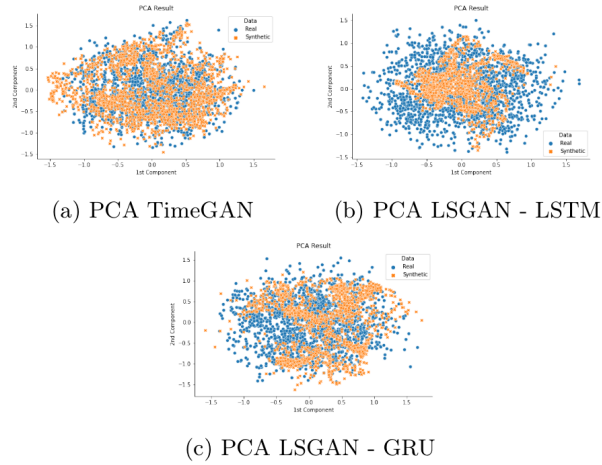 PCA Result
Data
Real
Synthetic
2nd Component
1.5
1.0
0.5
0.0
−0.5
−1.0
−1.5
−1.5 −1.0 −0.5 0.0 0.5 1.0 1.5
1st Component
(a) PCA TimeGAN
PCA Result
2nd Component
1.5
1.0
0.5
0.0
−0.5
−1.0
−1.5
Data
Real
Synthetic
−1.5 −1.0 −0.5 0.0 0.5 1.0 1.5
1st Component
(b) PCA LSGAN - LSTM
PCA Result
Data
Real
Synthetic
2nd Component
1.5
1.0
0.5
0.0
−0.5
−1.0
−1.5
−1.5 −1.0 −0.5 0.0 0.5 1.0 1.5
1st Component
(c) PCA LSGAN - GRU